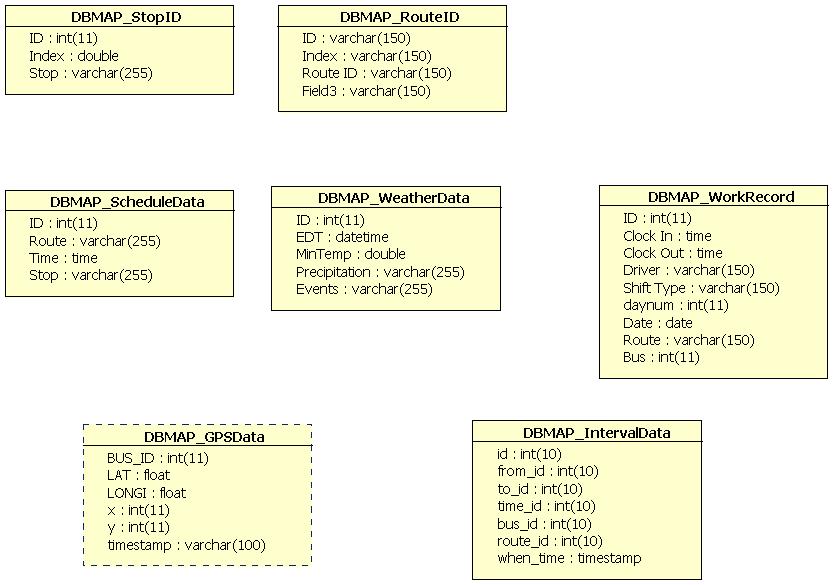 DBMAP_StopID
ID : int(11)
Index : double
Stop : varchar(255)
DBMAP_RouteID
ID : varchar(150)
Index : varchar(150)
Route ID : varchar(150)
Field3 : varchar(150)
DBMAP_ScheduleData
ID : int(11)
Route : varchar(255)
Time : time
Stop : varchar(255)
DBMAP_WeatherData
ID : int(11)
EDT : datetime
MinTemp : double
Precipitation : varchar(255)
Events : varchar(255)
DBMAP_WorkRecord
ID : int(11)
Clock In : time
Clock Out : time
Driver : varchar(150)
Shift Type : varchar(150)
daynum : int(11)
Date : date
Route : varchar(150)
Bus : int(11)
DBMAP_GPSData
BUS_ID : int(11)
LAT : float
LONGI : float
x : int(11)
y : int(11)
timestamp : varchar(100)
DBMAP_IntervalData
id : int(10)
from_id : int(10)
to_id : int(10)
time_id : int(10)
bus_id : int(10)
route_id : int(10)
when_time : timestamp